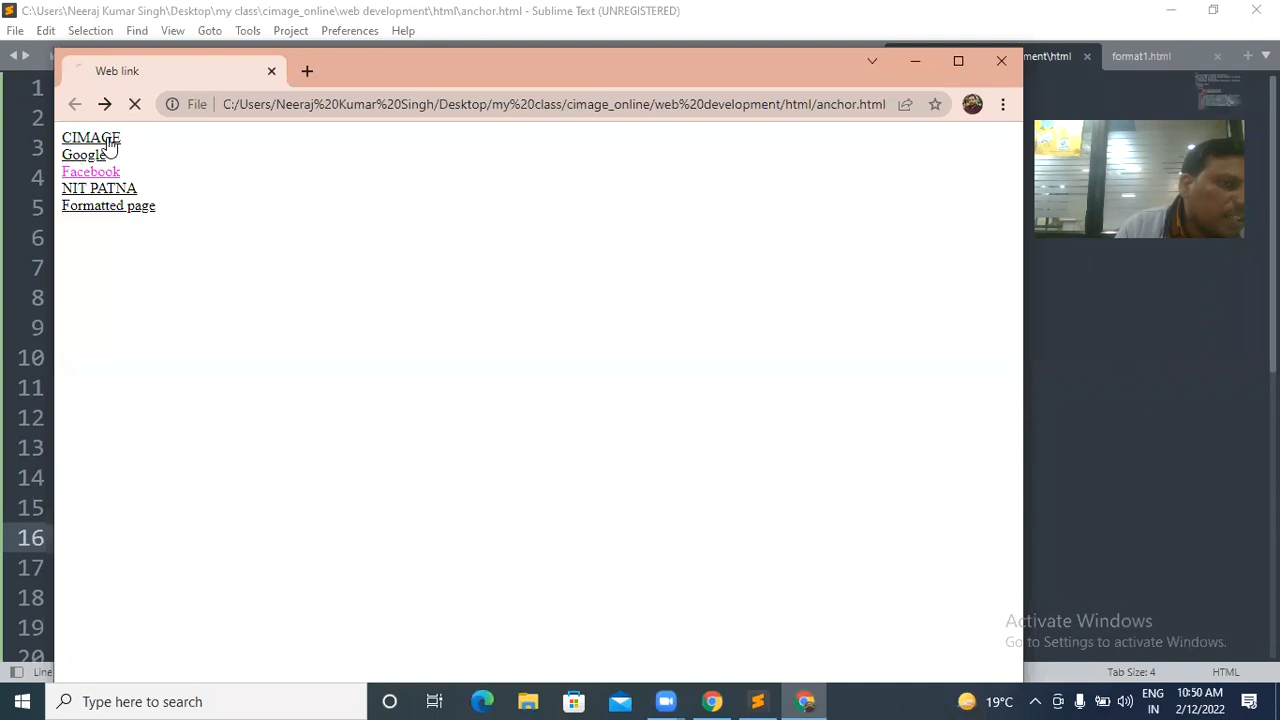 C:\Users\Neeraj Kumar Singh\Desktop\my class\cimage_online\web development\html\anchor.html - Sublime Text (UNREGISTERED)
File Edit Selection Find View Goto Tools Project Preferences Help
ment\html format1.html
Web link
File C:/Users/Neeraj%20Kumar%20Singh/Desktop/my%20class/cimage_online/web%20development/html/anchor.html
CIMAGE
Google
Facebook
NIT PATNA
Formatted page
1
2
3
4
5
6
7
8
9
10
11
12
13
14
15
16
17
18
19
20
Activate Windows
Go to Settings to activate Windows.
Line Tab Size: 4 HTML
Type here to search
19°C
ENG
IN
10:50 AM
2/12/2022